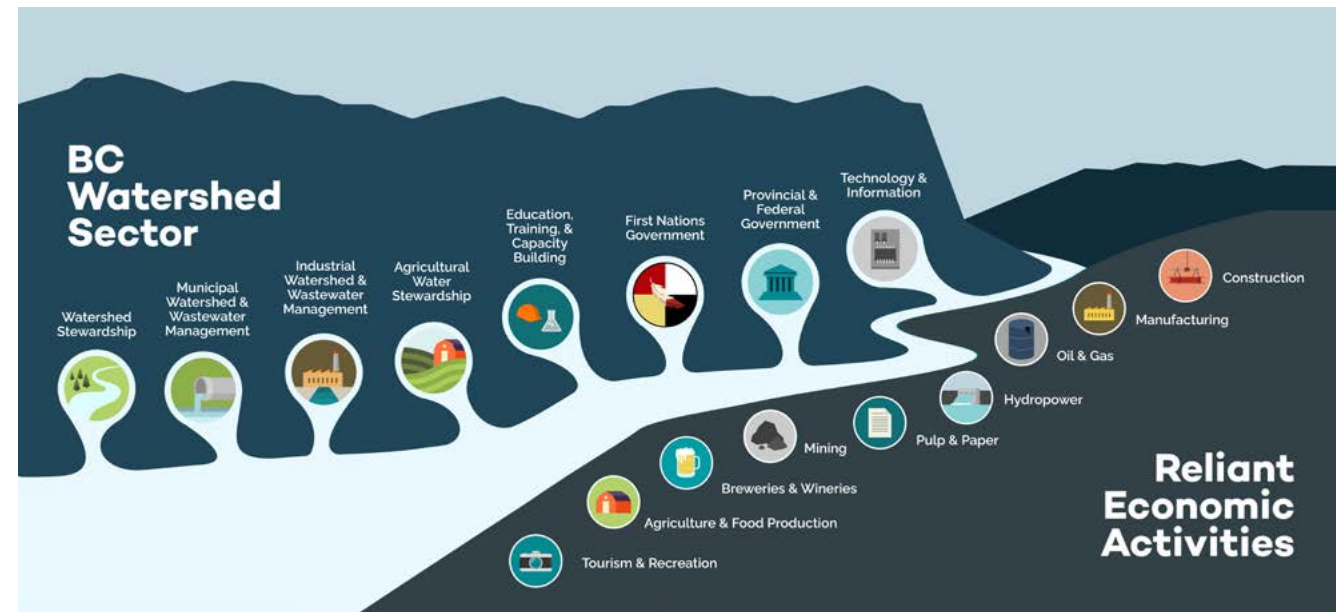 BC
Watershed
Sector
Watershed
Stewardship
Municipal
Watershed &
Wastewater
Management
Industrial
Watershed &
Wastewater
Management
Agricultural
Water
Stewardship
Education,
Training, &
Capacity
Building
First Nations
Government
Provincial &
Federal
Government
Technology &
Information
Construction
Manufacturing
Oil & Gas
Hydropower
Pulp & Paper
Mining
Breweries & Wineries
Agriculture & Food Production
Tourism & Recreation
Reliant
Economic
Activities